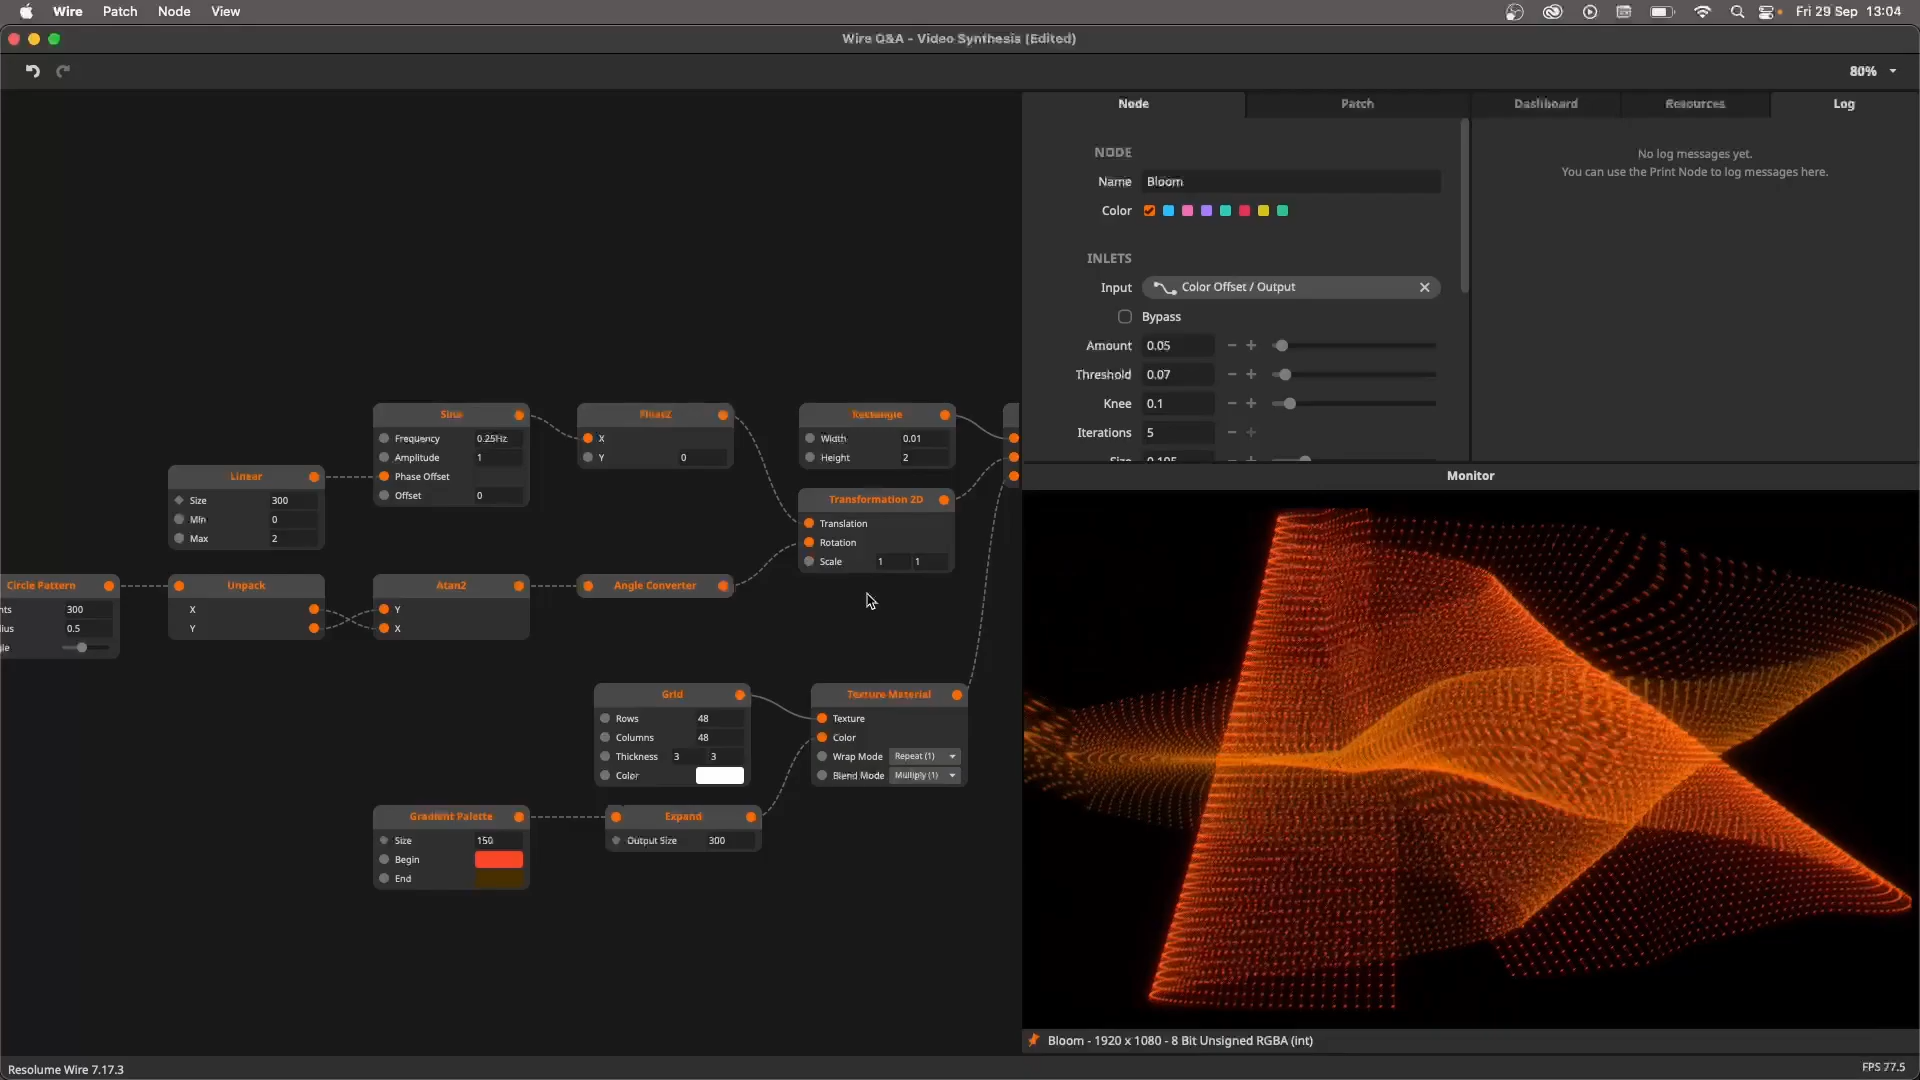 Wire Patch Node View Fri 29 Sep 13:04
Wire Q&A - Video Synthesis (Edited)
80%
Node Patch Dashboard Resources Log
NODE
Name Bloom
Color
INLETS
Input Color Offset / Output
Bypass
Amount 0.05
Threshold 0.07
Knee 0.1
Iterations 5
Size 0.195
No log messages yet.
You can use the Print Node to log messages here.
Sine
Frequency 0.25Hz
Amplitude 1
Phase Offset
Offset 0
Float2
X
Y 0
Rectangle
Width 0.01
Height 2
Linear
Size 300
Min 0
Max 2
Transformation 2D
Translation
Rotation
Scale 1 1
Circle Pattern
nts 300
ius 0.5
gle
Unpack
X
Y
Atan2
Y
X
Angle Converter
Grid
Rows 48
Columns 48
Thickness 3 3
Color
Texture Material
Texture
Color
Wrap Mode Repeat (1)
Blend Mode Multiply (1)
Gradient Palette
Size 150
Begin
End
Expand
Output Size 300
Monitor
Bloom - 1920 x 1080 - 8 Bit Unsigned RGBA (int)
Resolume Wire 7.17.3
FPS 77.5